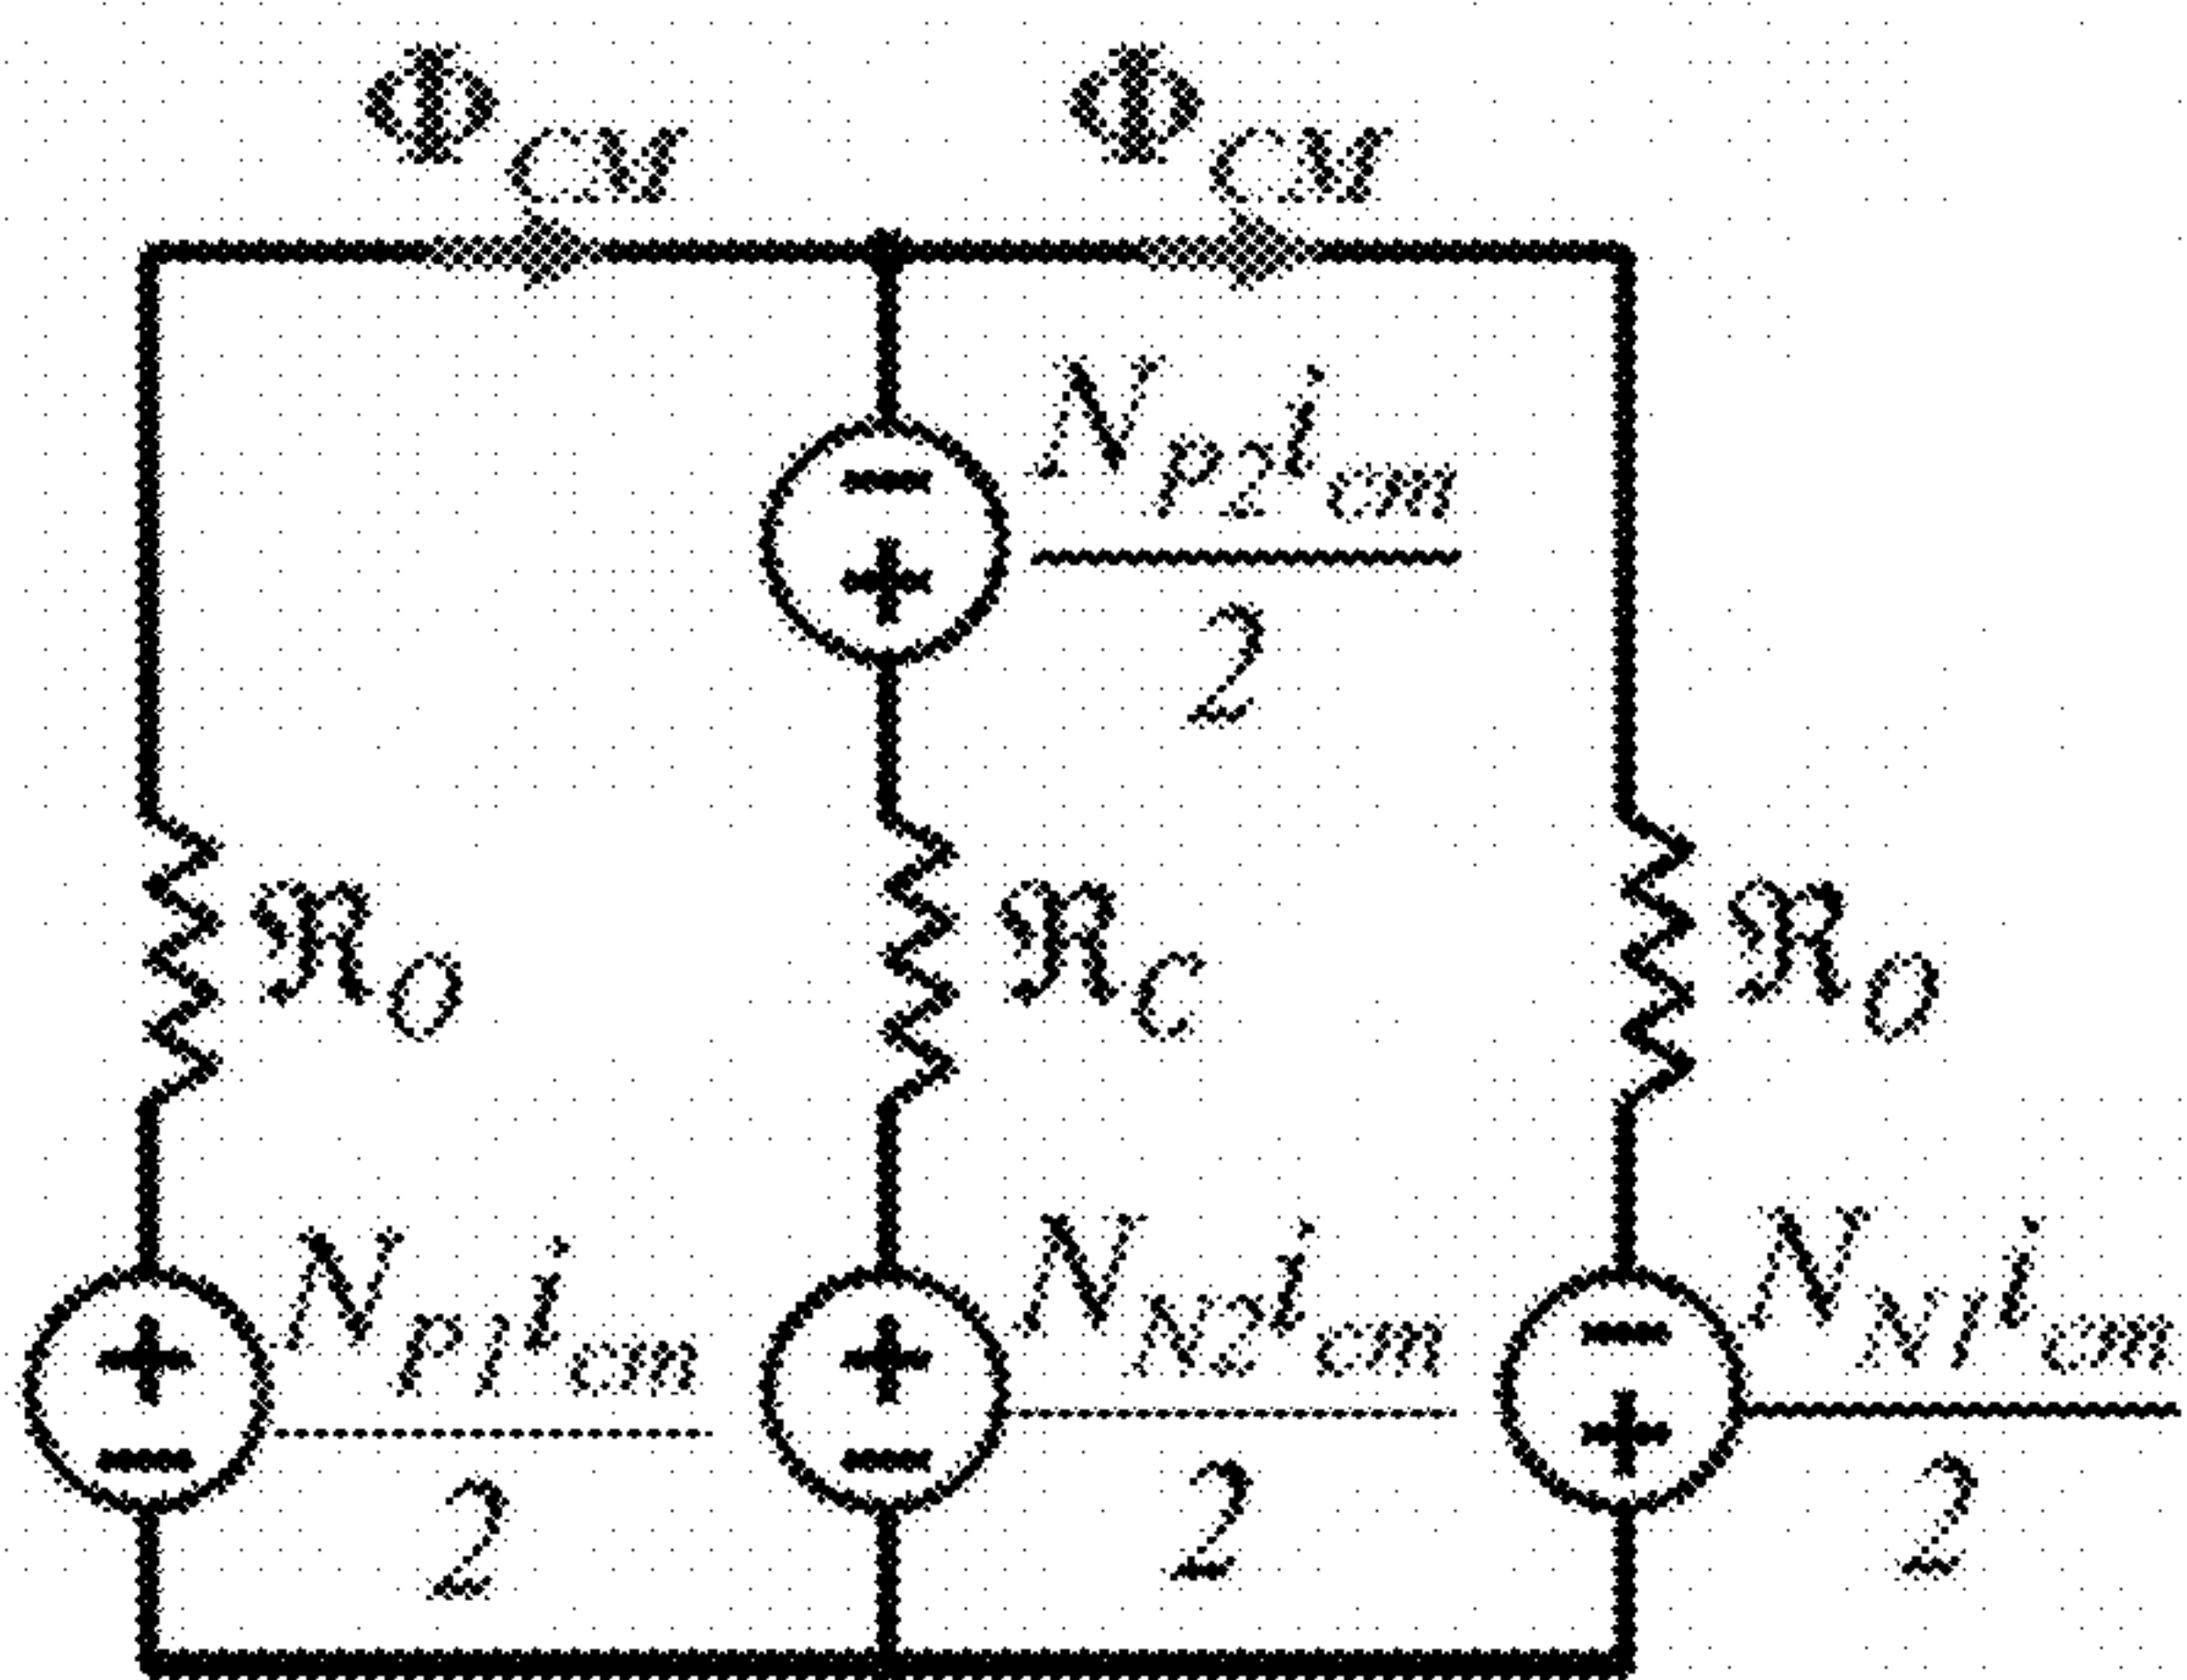 Φ_CM Φ_CM
N_p2 i_cm
2
ℜ_O ℜ_C ℜ_O
N_p1 i_cm N_N2 i_cm N_N1 i_cm
2 2 2